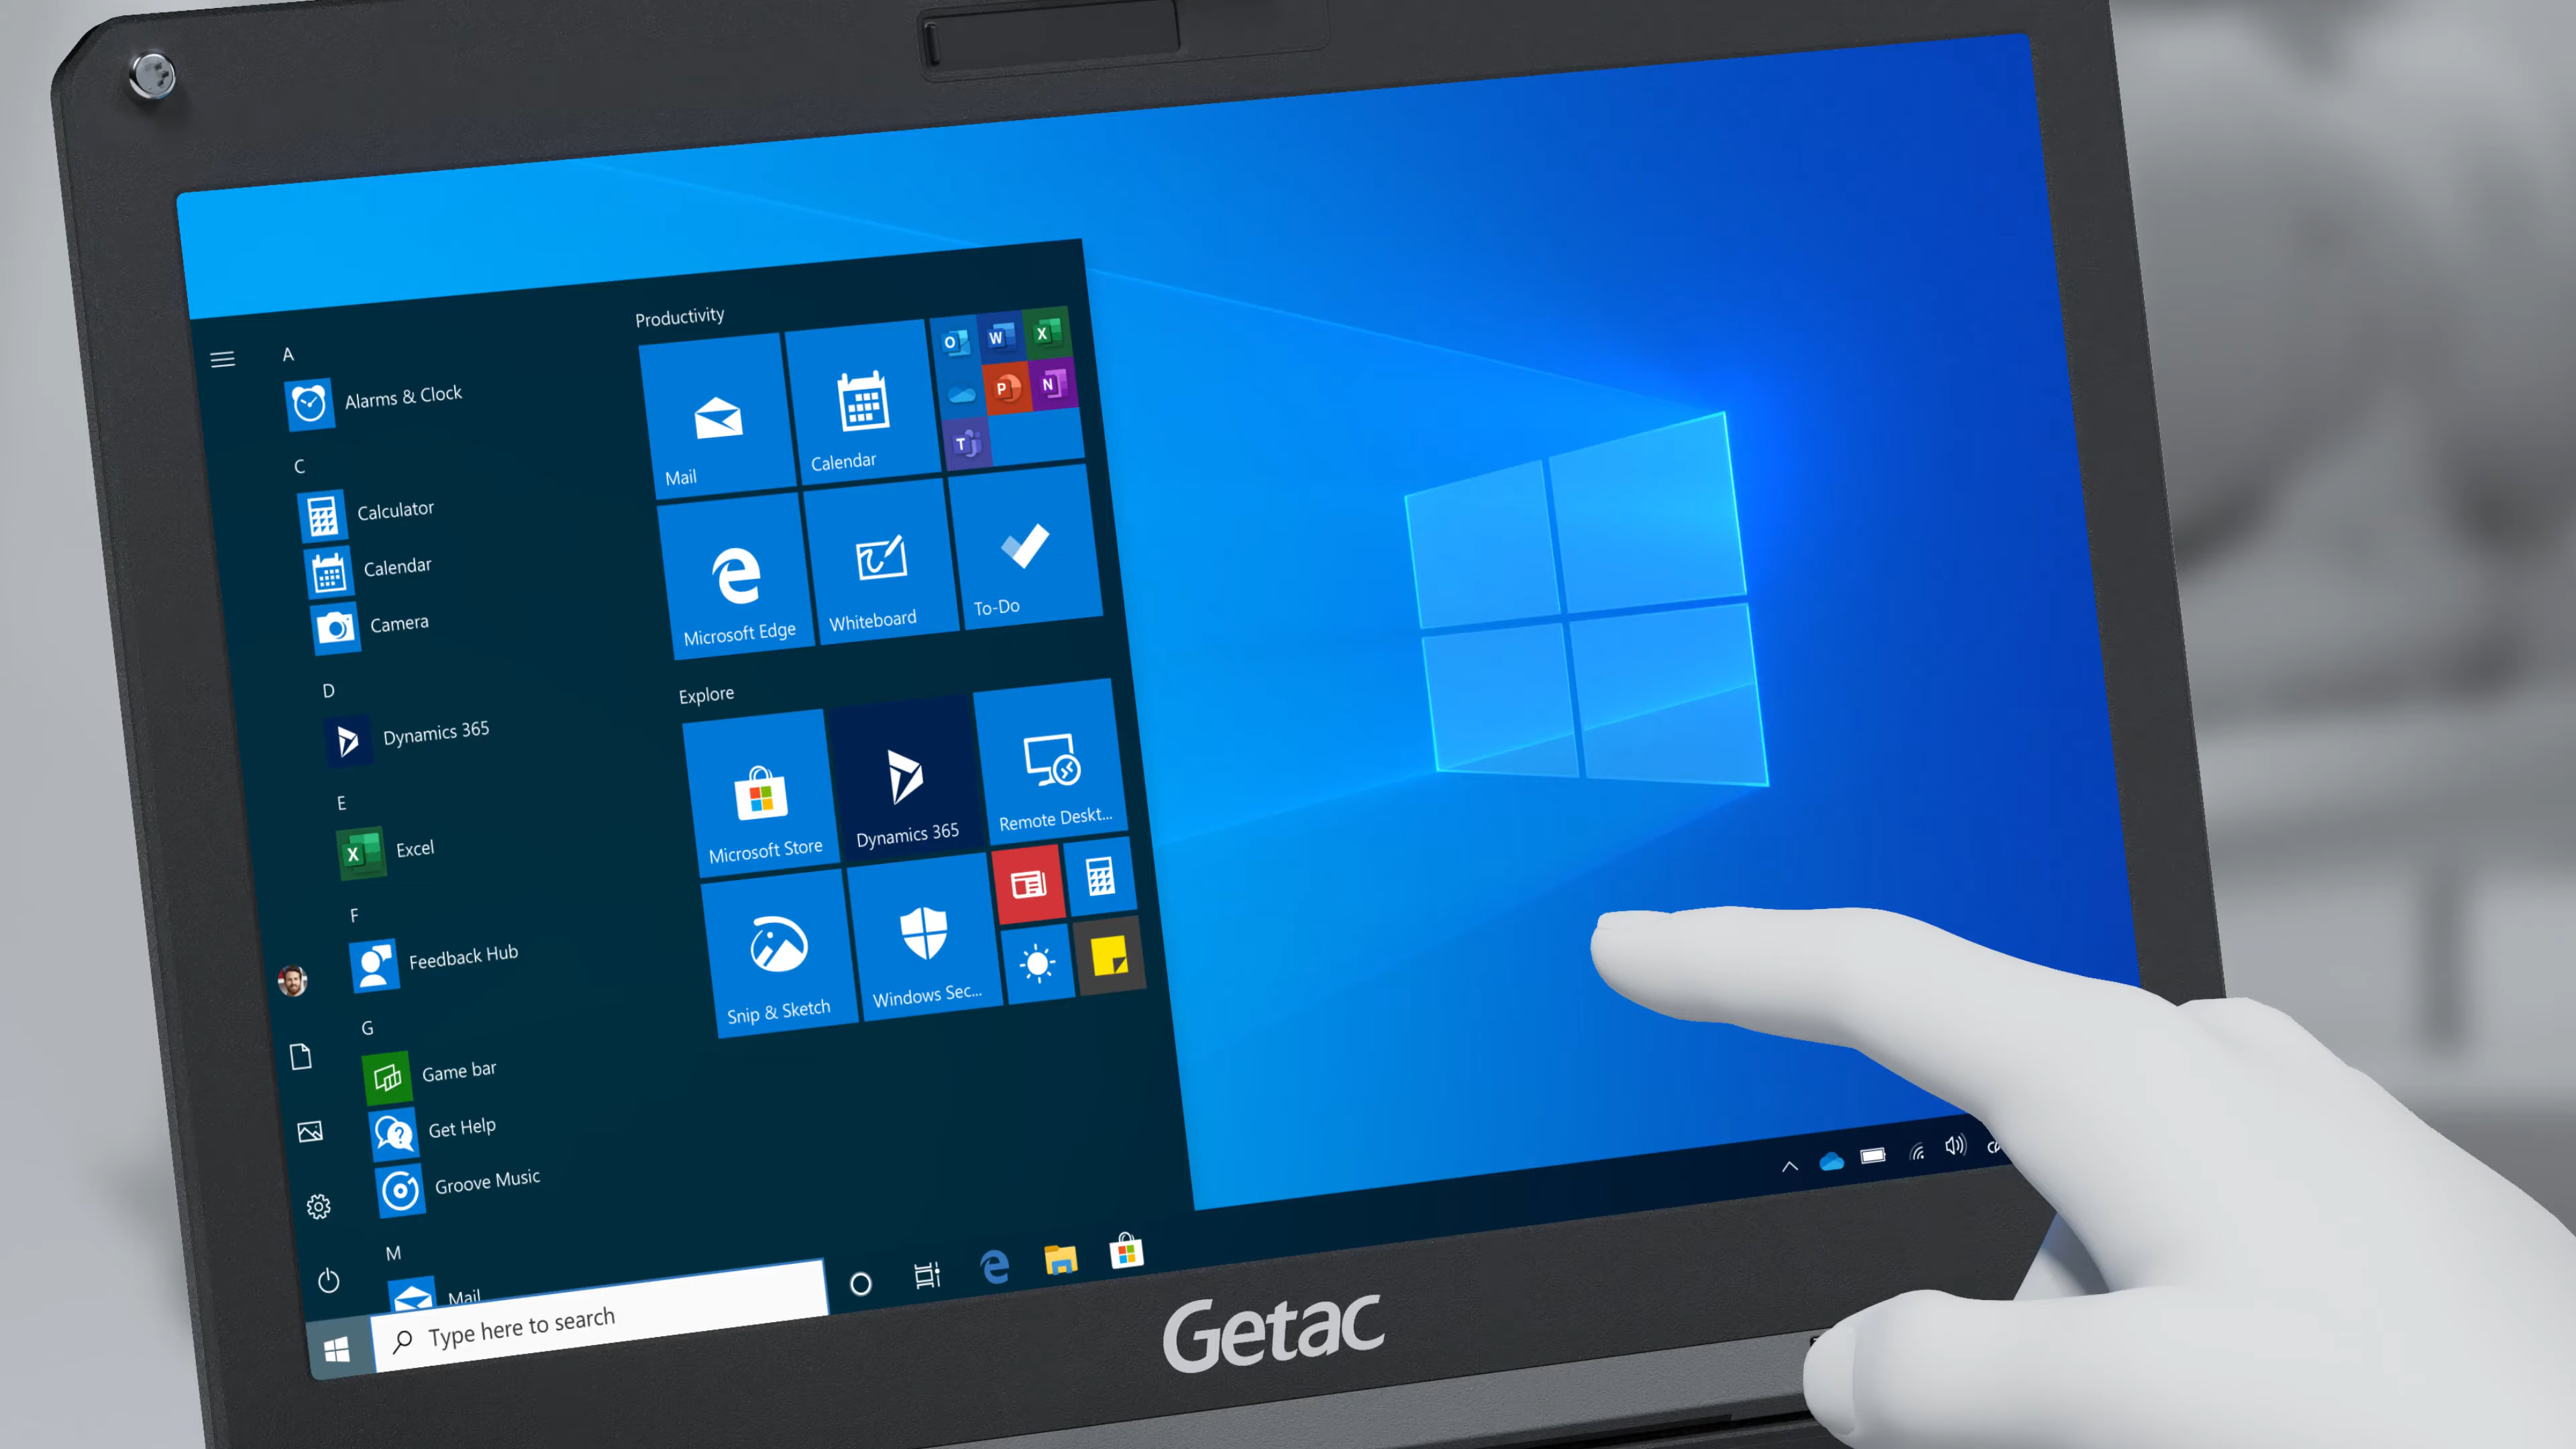 A
Alarms & Clock
C
Calculator
Calendar
Camera
D
Dynamics 365
E
Excel
F
Feedback Hub
G
Game bar
Get Help
Groove Music
M
Mail
Productivity
Mail
Calendar
O
W
X
P
N
T
Microsoft Edge
Whiteboard
To-Do
Explore
Microsoft Store
Dynamics 365
Remote Deskt...
Snip & Sketch
Windows Sec...
X
Type here to search
Getac